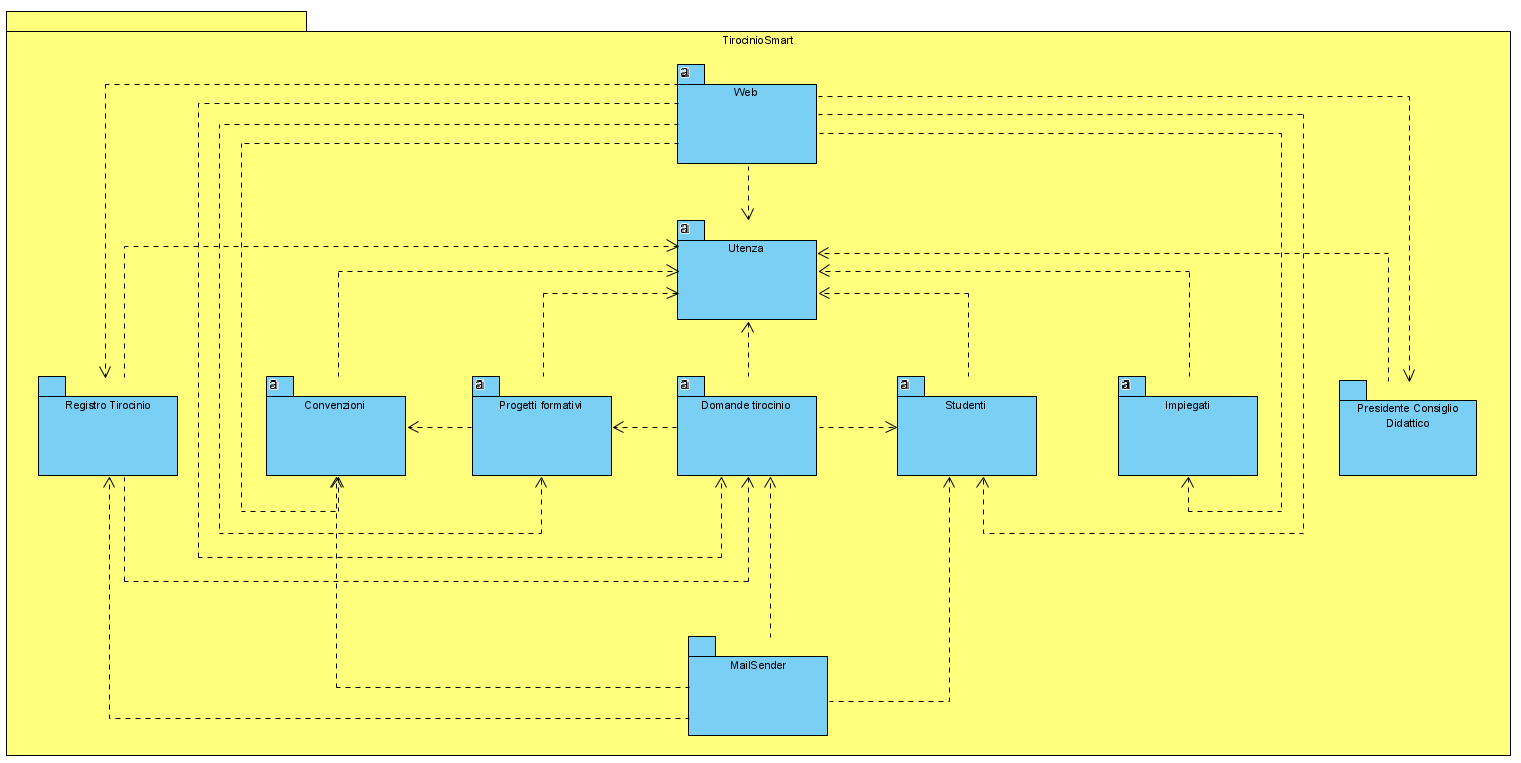 TirocinioSmart
a
Web
a
Utenza
Registro Tirocinio
a
Convenzioni
a
Progetti formativi
a
Domande tirocinio
a
Studenti
a
Impiegati
Presidente Consiglio
Didattico
MailSender